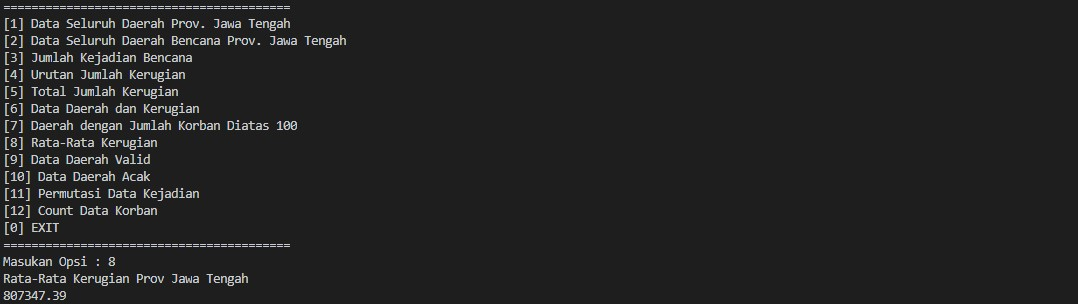 =========================================
[1] Data Seluruh Daerah Prov. Jawa Tengah
[2] Data Seluruh Daerah Bencana Prov. Jawa Tengah
[3] Jumlah Kejadian Bencana
[4] Urutan Jumlah Kerugian
[5] Total Jumlah Kerugian
[6] Data Daerah dan Kerugian
[7] Daerah dengan Jumlah Korban Diatas 100
[8] Rata-Rata Kerugian
[9] Data Daerah Valid
[10] Data Daerah Acak
[11] Permutasi Data Kejadian
[12] Count Data Korban
[0] EXIT
=========================================
Masukan Opsi : 8
Rata-Rata Kerugian Prov Jawa Tengah
807347.39